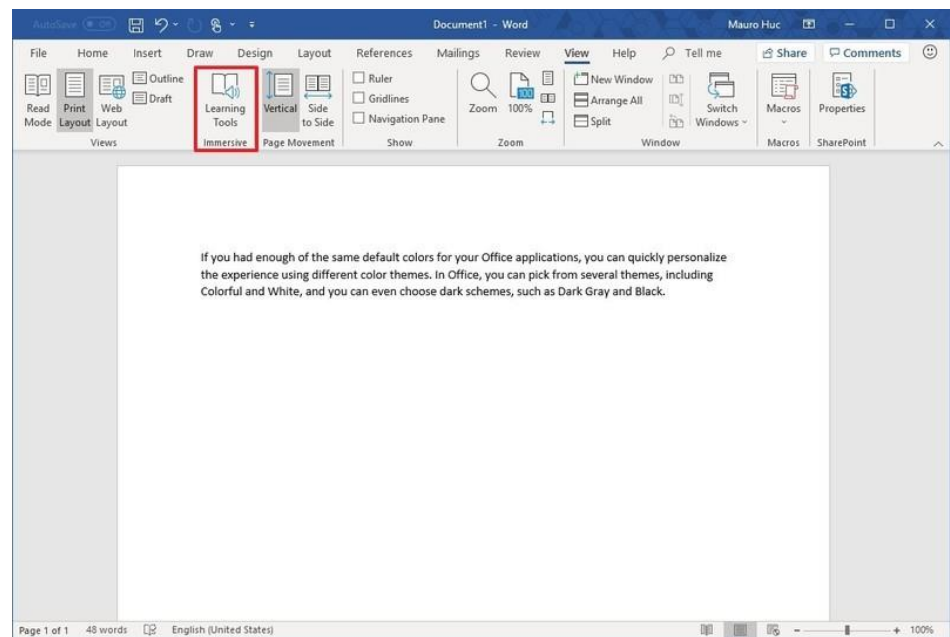 AutoSave Off Document1 - Word Mauro Huc
File Home Insert Draw Design Layout References Mailings Review View Help Tell me Share Comments
Read Mode
Print Layout
Web Layout
Outline
Draft
Views
Learning Tools
Immersive
Vertical
Side to Side
Page Movement
Ruler
Gridlines
Navigation Pane
Show
Zoom
100
100%
Zoom
New Window
Arrange All
Split
Switch Windows
Window
Macros
Macros
Properties
SharePoint
If you had enough of the same default colors for your Office applications, you can quickly personalize
the experience using different color themes. In Office, you can pick from several themes, including
Colorful and White, and you can even choose dark schemes, such as Dark Gray and Black.
Page 1 of 1 48 words English (United States) 100%